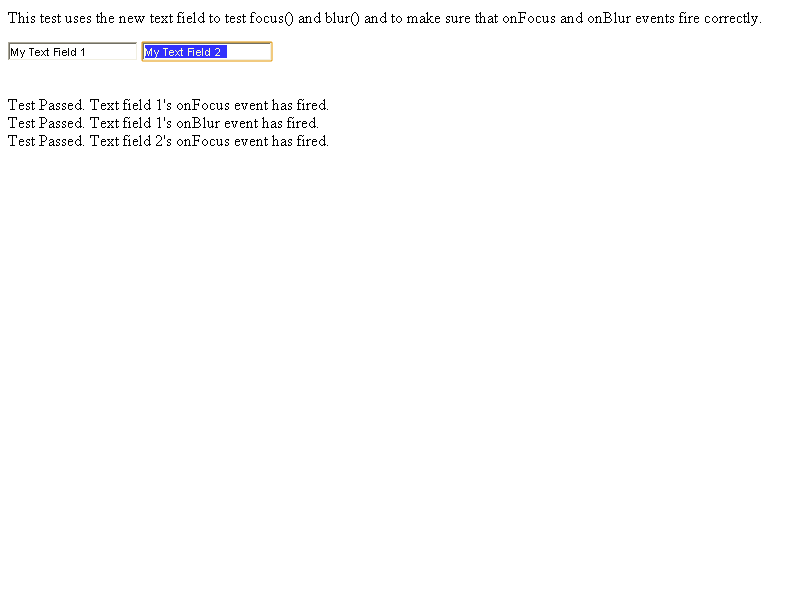 This test uses the new text field to test focus() and blur() and to make sure that onFocus and onBlur events fire correctly.
My Text Field 1 My Text Field 2
Test Passed. Text field 1's onFocus event has fired.
Test Passed. Text field 1's onBlur event has fired.
Test Passed. Text field 2's onFocus event has fired.